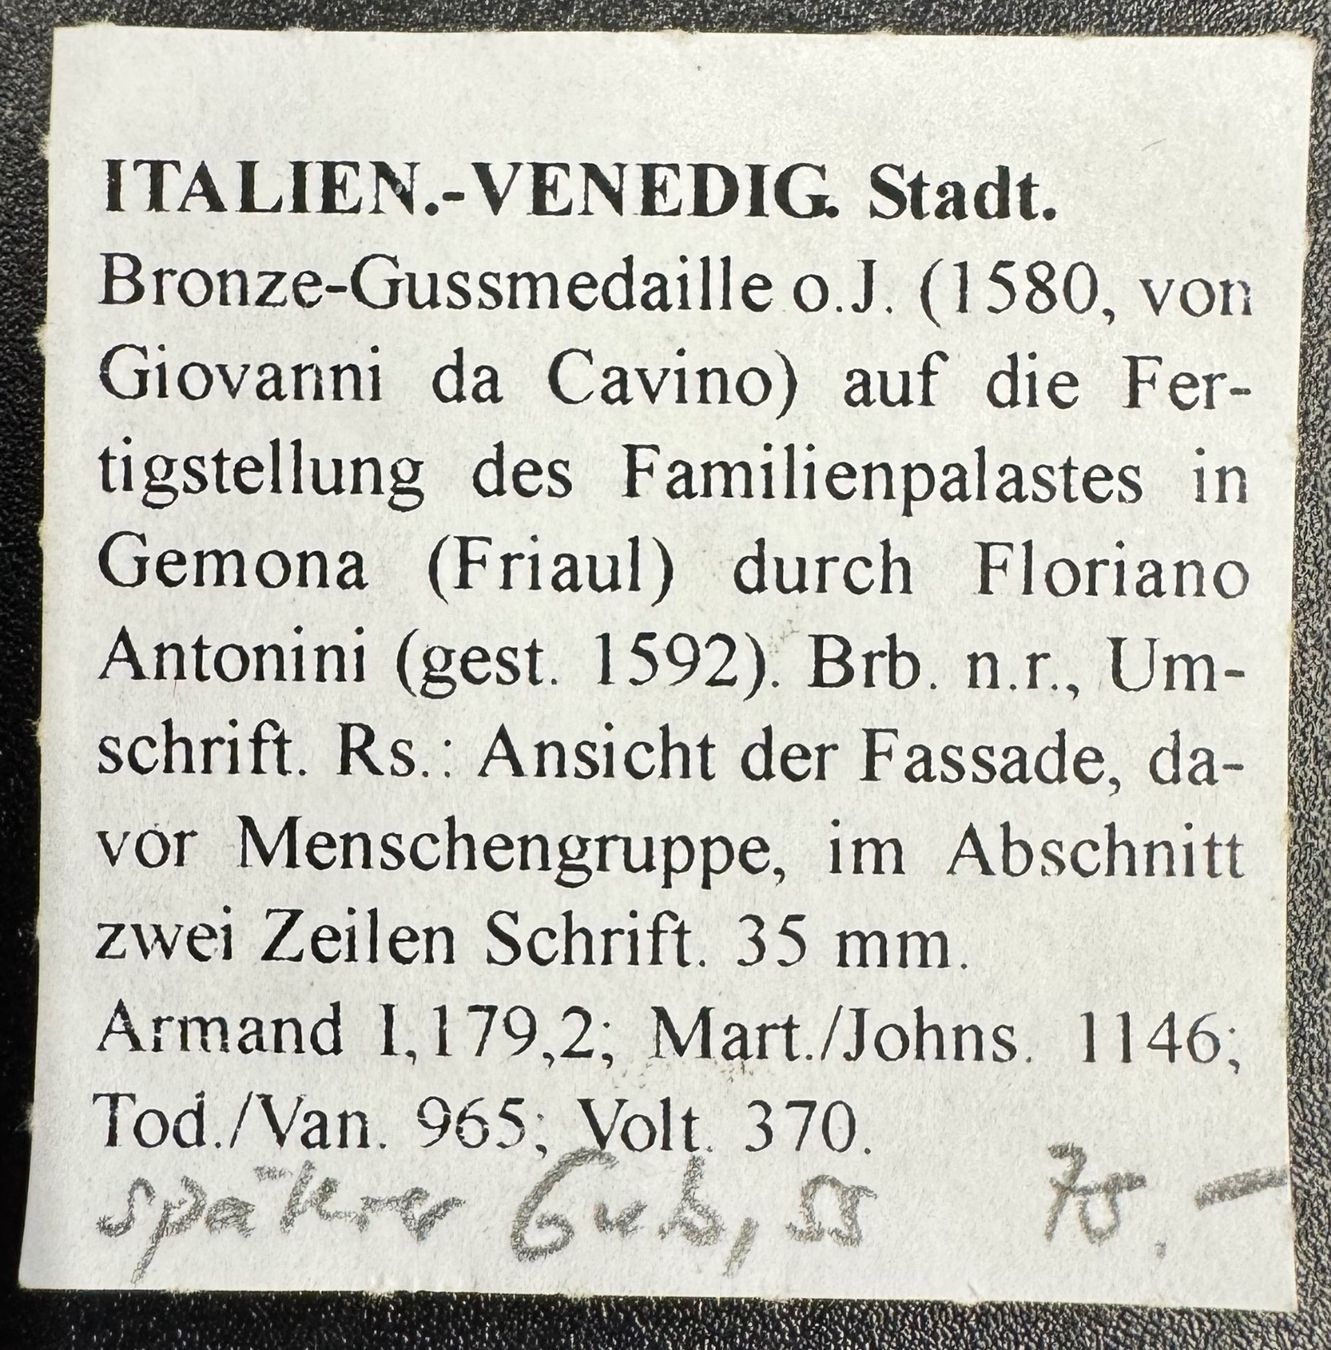 ITALIEN.-VENEDIG. Stadt.
Bronze-Gussmedaille o.J. (1580, von
Giovanni da Cavino) auf die Fer-
tigstellung des Familienpalastes in
Gemona (Friaul) durch Floriano
Antonini (gest. 1592). Brb. n.r., Um-
schrift. Rs.: Ansicht der Fassade, da-
vor Menschengruppe, im Abschnitt
zwei Zeilen Schrift. 35 mm.
Armand I,179,2; Mart./Johns. 1146;
Tod./Van. 965; Volt. 370.
späterer Guß, ss 75.-